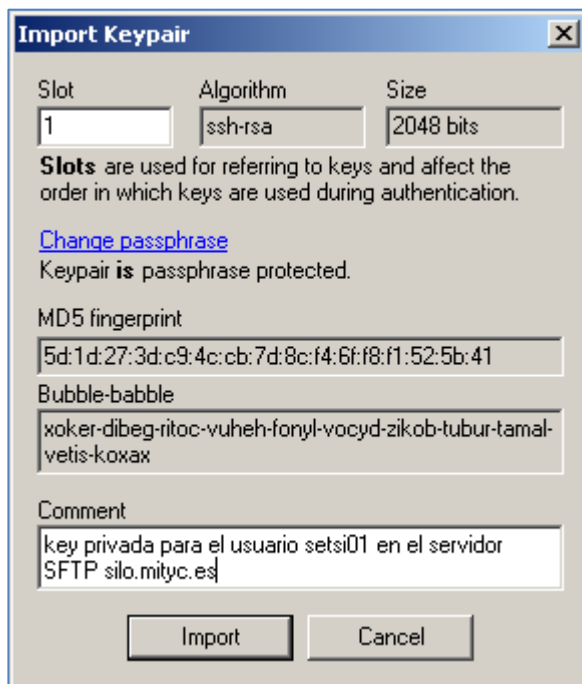 Import Keypair
Slot Algorithm Size
1 ssh-rsa 2048 bits
Slots are used for referring to keys and affect the
order in which keys are used during authentication.
Change passphrase
Keypair is passphrase protected.
MD5 fingerprint
5d:1d:27:3d:c9:4c:cb:7d:8c:f4:6f:f8:f1:52:5b:41
Bubble-babble
xoker-dibeg-ritoc-vuheh-fonyl-vocyd-zikob-tubur-tamal-
vetis-koxax
Comment
key privada para el usuario setsi01 en el servidor
SFTP silo.mityc.es
Import Cancel